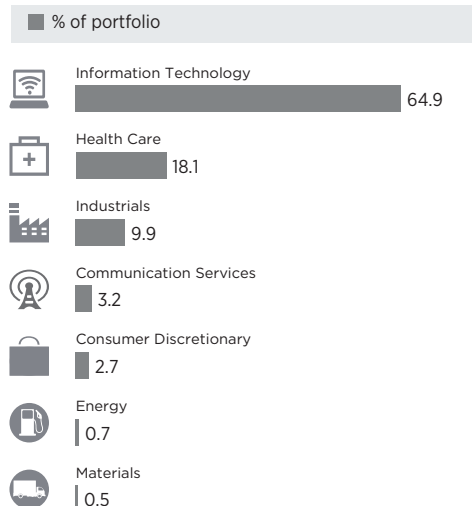 % of portfolio
Information Technology
64.9
Health Care
18.1
Industrials
9.9
Communication Services
3.2
Consumer Discretionary
2.7
Energy
0.7
Materials
0.5